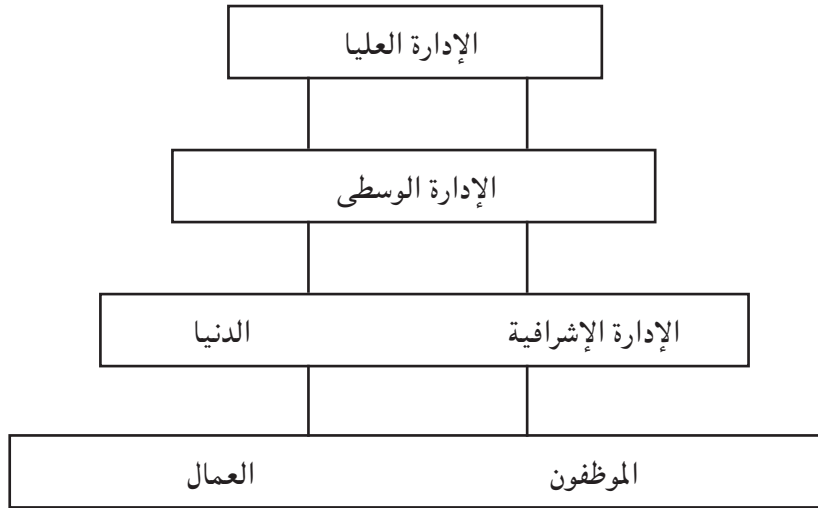 الإدارة العليا
الإدارة الوسطى
الإدارة الإشرافية الدنيا
الموظفون العمال